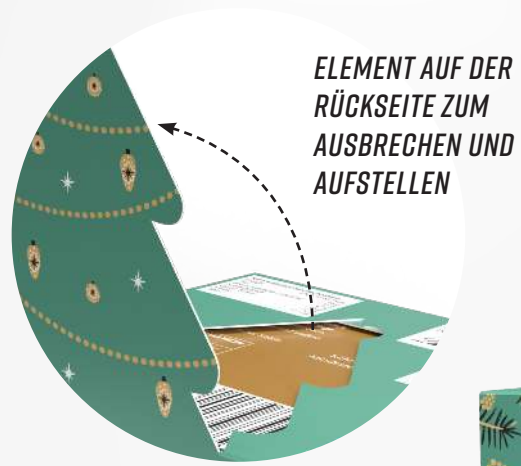 ELEMENT AUF DER
RÜCKSEITE ZUM
AUSBRECHEN UND
AUFSTELLEN